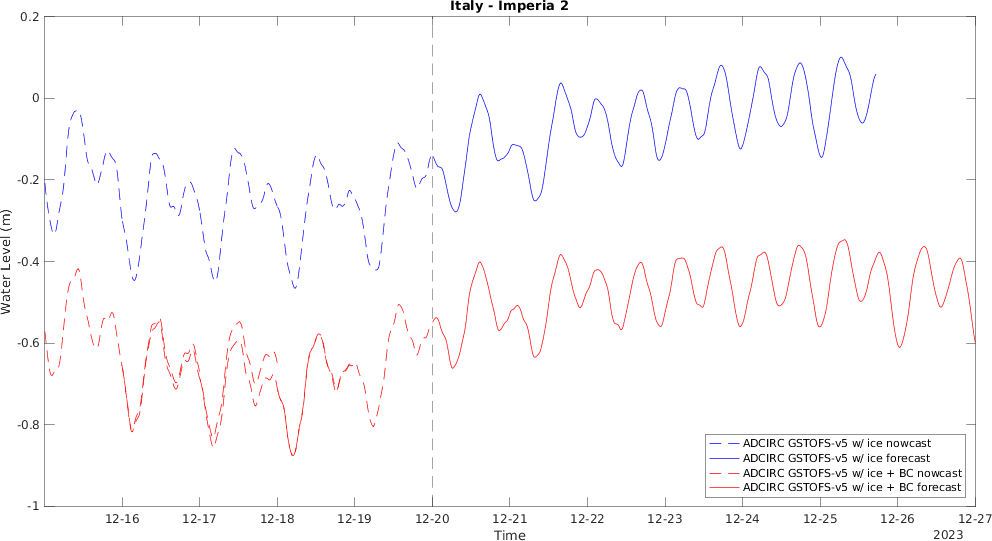 Italy - Imperia 2
Water Level (m)
0.2
0
-0.2
-0.4
-0.6
-0.8
-1
ADCIRC GSTOFS-v5 w/ ice nowcast
ADCIRC GSTOFS-v5 w/ ice forecast
ADCIRC GSTOFS-v5 w/ ice + BC nowcast
ADCIRC GSTOFS-v5 w/ ice + BC forecast
12-16 12-17 12-18 12-19 12-20 12-21 12-22 12-23 12-24 12-25 12-26 12-27
Time
2023